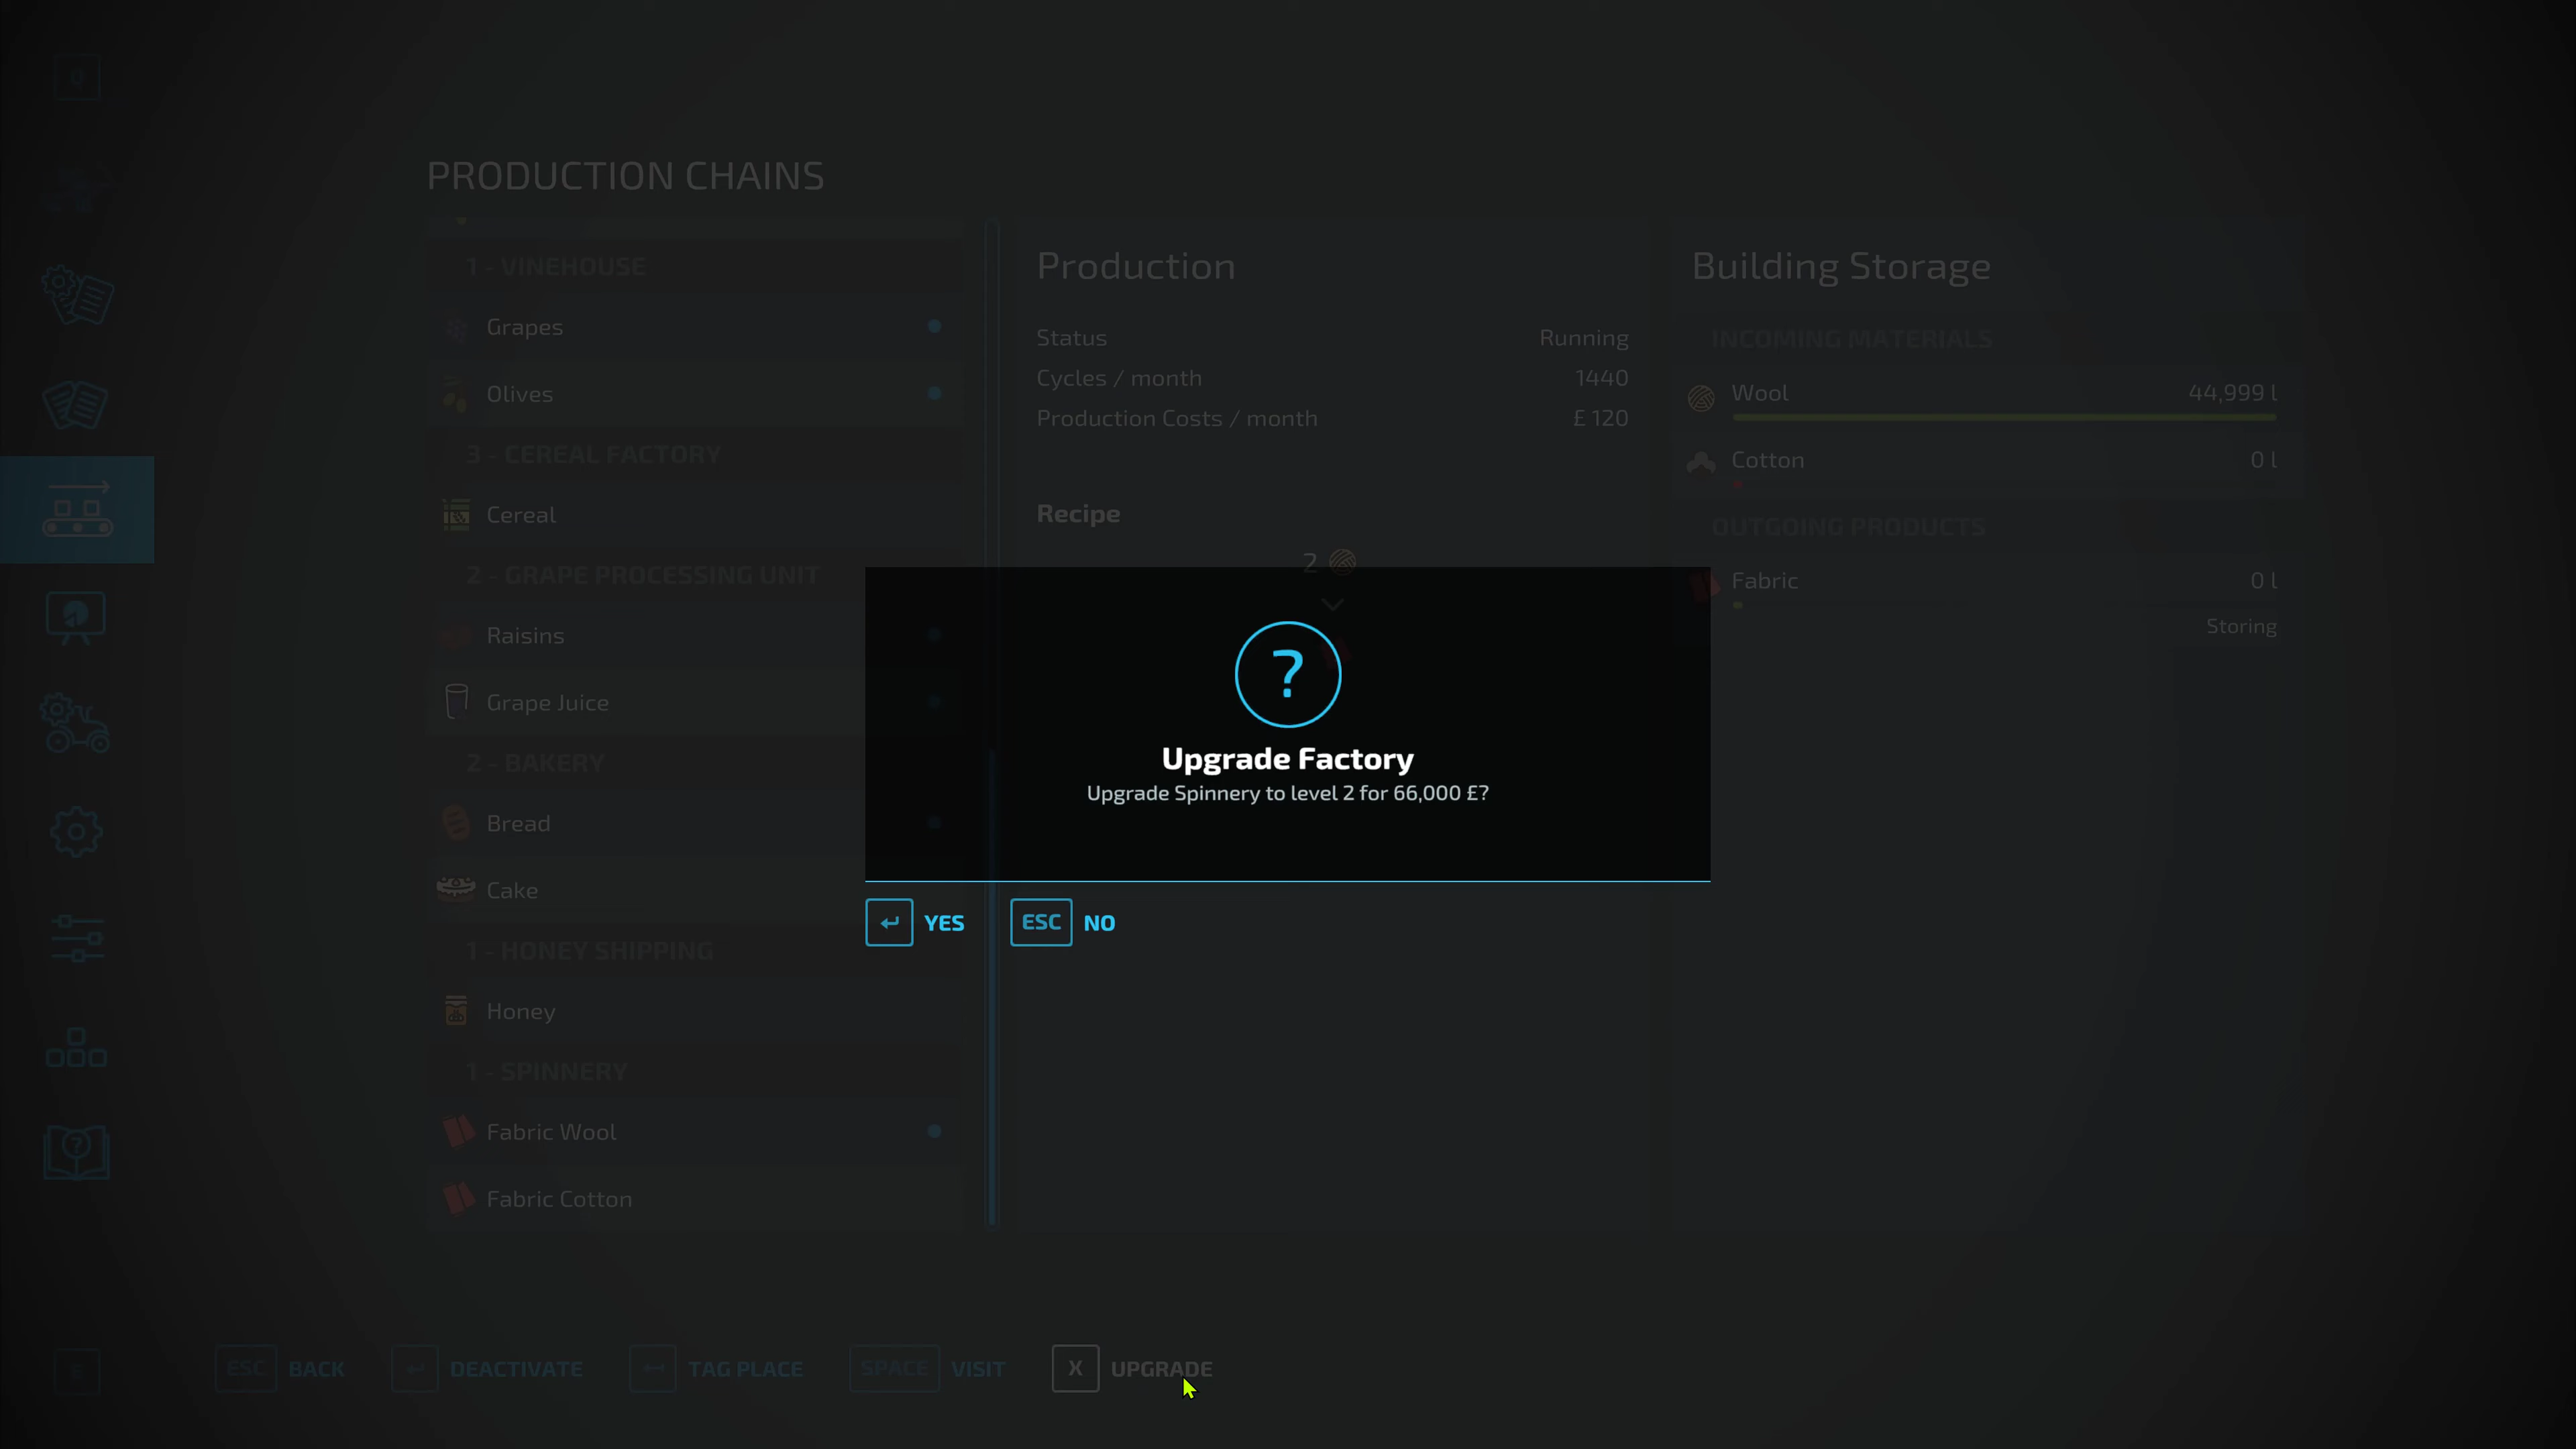 Q
PRODUCTION CHAINS
1 - VINEHOUSE
Grapes
Olives
3 - CEREAL FACTORY
Cereal
2 - GRAPE PROCESSING UNIT
Raisins
Grape Juice
2 - BAKERY
Bread
Cake
1 - HONEY SHIPPING
Honey
1 - SPINNERY
Fabric Wool
Fabric Cotton
Production
Status Running
Cycles / month 1440
Production Costs / month £ 120
Recipe
2
Building Storage
INCOMING MATERIALS
Wool 44,999 l
Cotton 0 l
OUTGOING PRODUCTS
Fabric 0 l
Storing
?
Upgrade Factory
Upgrade Spinnery to level 2 for 66,000 £?
YES ESC NO
E ESC BACK DEACTIVATE TAG PLACE SPACE VISIT X UPGRADE